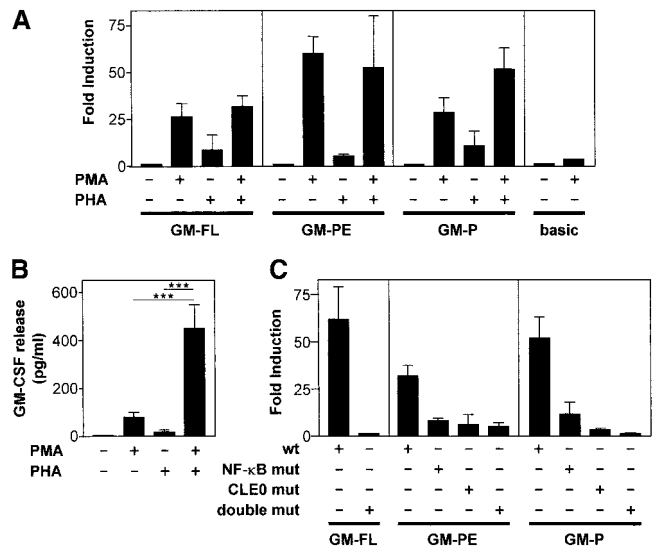 A
Fold Induction
75
50
25
0
PMA - + - + - + - + - + - + - +
PHA - - + + - - + + - - + + - -
GM-FL GM-PE GM-P basic
B
GM-CSF release
(pg/ml)
600
400
200
0
*** 
***
PMA - + - +
PHA - - + +
C
Fold Induction
75
50
25
0
wt + - + - - - + - - -
NF-κB mut - - - + - - - + - -
CLE0 mut - - - - + - - - + -
double mut - + - - - + - - - +
GM-FL GM-PE GM-P